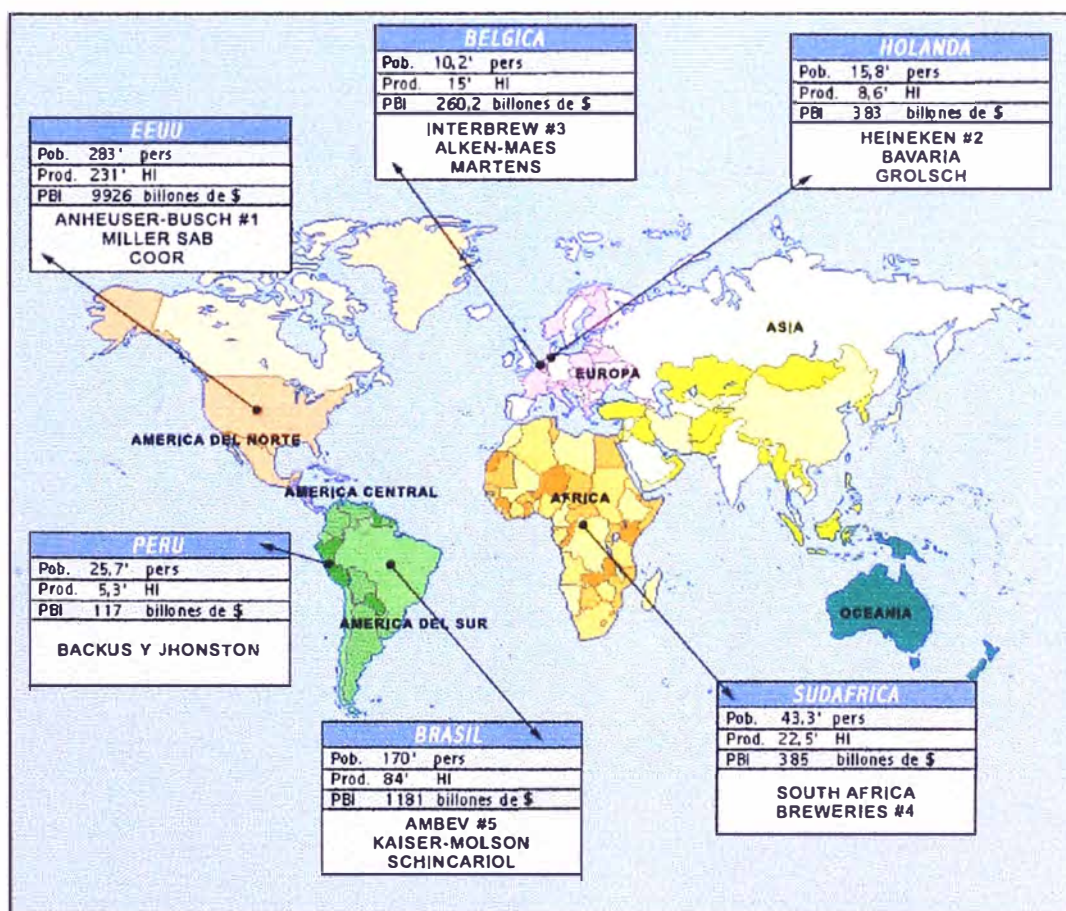 BELGICA
Pob. 10,2' pers
Prod. 15' Hl
PBI 260,2 billones de $
INTERBREW #3
ALKEN-MAES
MARTENS
HOLANDA
Pob. 15,8' pers
Prod. 8,6' Hl
PBI 383 billones de $
HEINEKEN #2
BAVARIA
GROLSCH
EEUU
Pob. 283' pers
Prod. 231' Hl
PBI 9926 billones de $
ANHEUSER-BUSCH #1
MILLER SAB
COOR
ASIA
EUROPA
AMERICA DEL NORTE
AMERICA CENTRAL
AFRICA
OCEANIA
AMERICA DEL SUR
PERU
Pob. 25,7' pers
Prod. 5,3' Hl
PBI 117 billones de $
BACKUS Y JHONSTON
BRASIL
Pob. 170' pers
Prod. 84' Hl
PBI 1181 billones de $
AMBEV #5
KAISER-MOLSON
SCHINCARIOL
SUDAFRICA
Pob. 43,3' pers
Prod. 22,5' Hl
PBI 385 billones de $
SOUTH AFRICA
BREWERIES #4